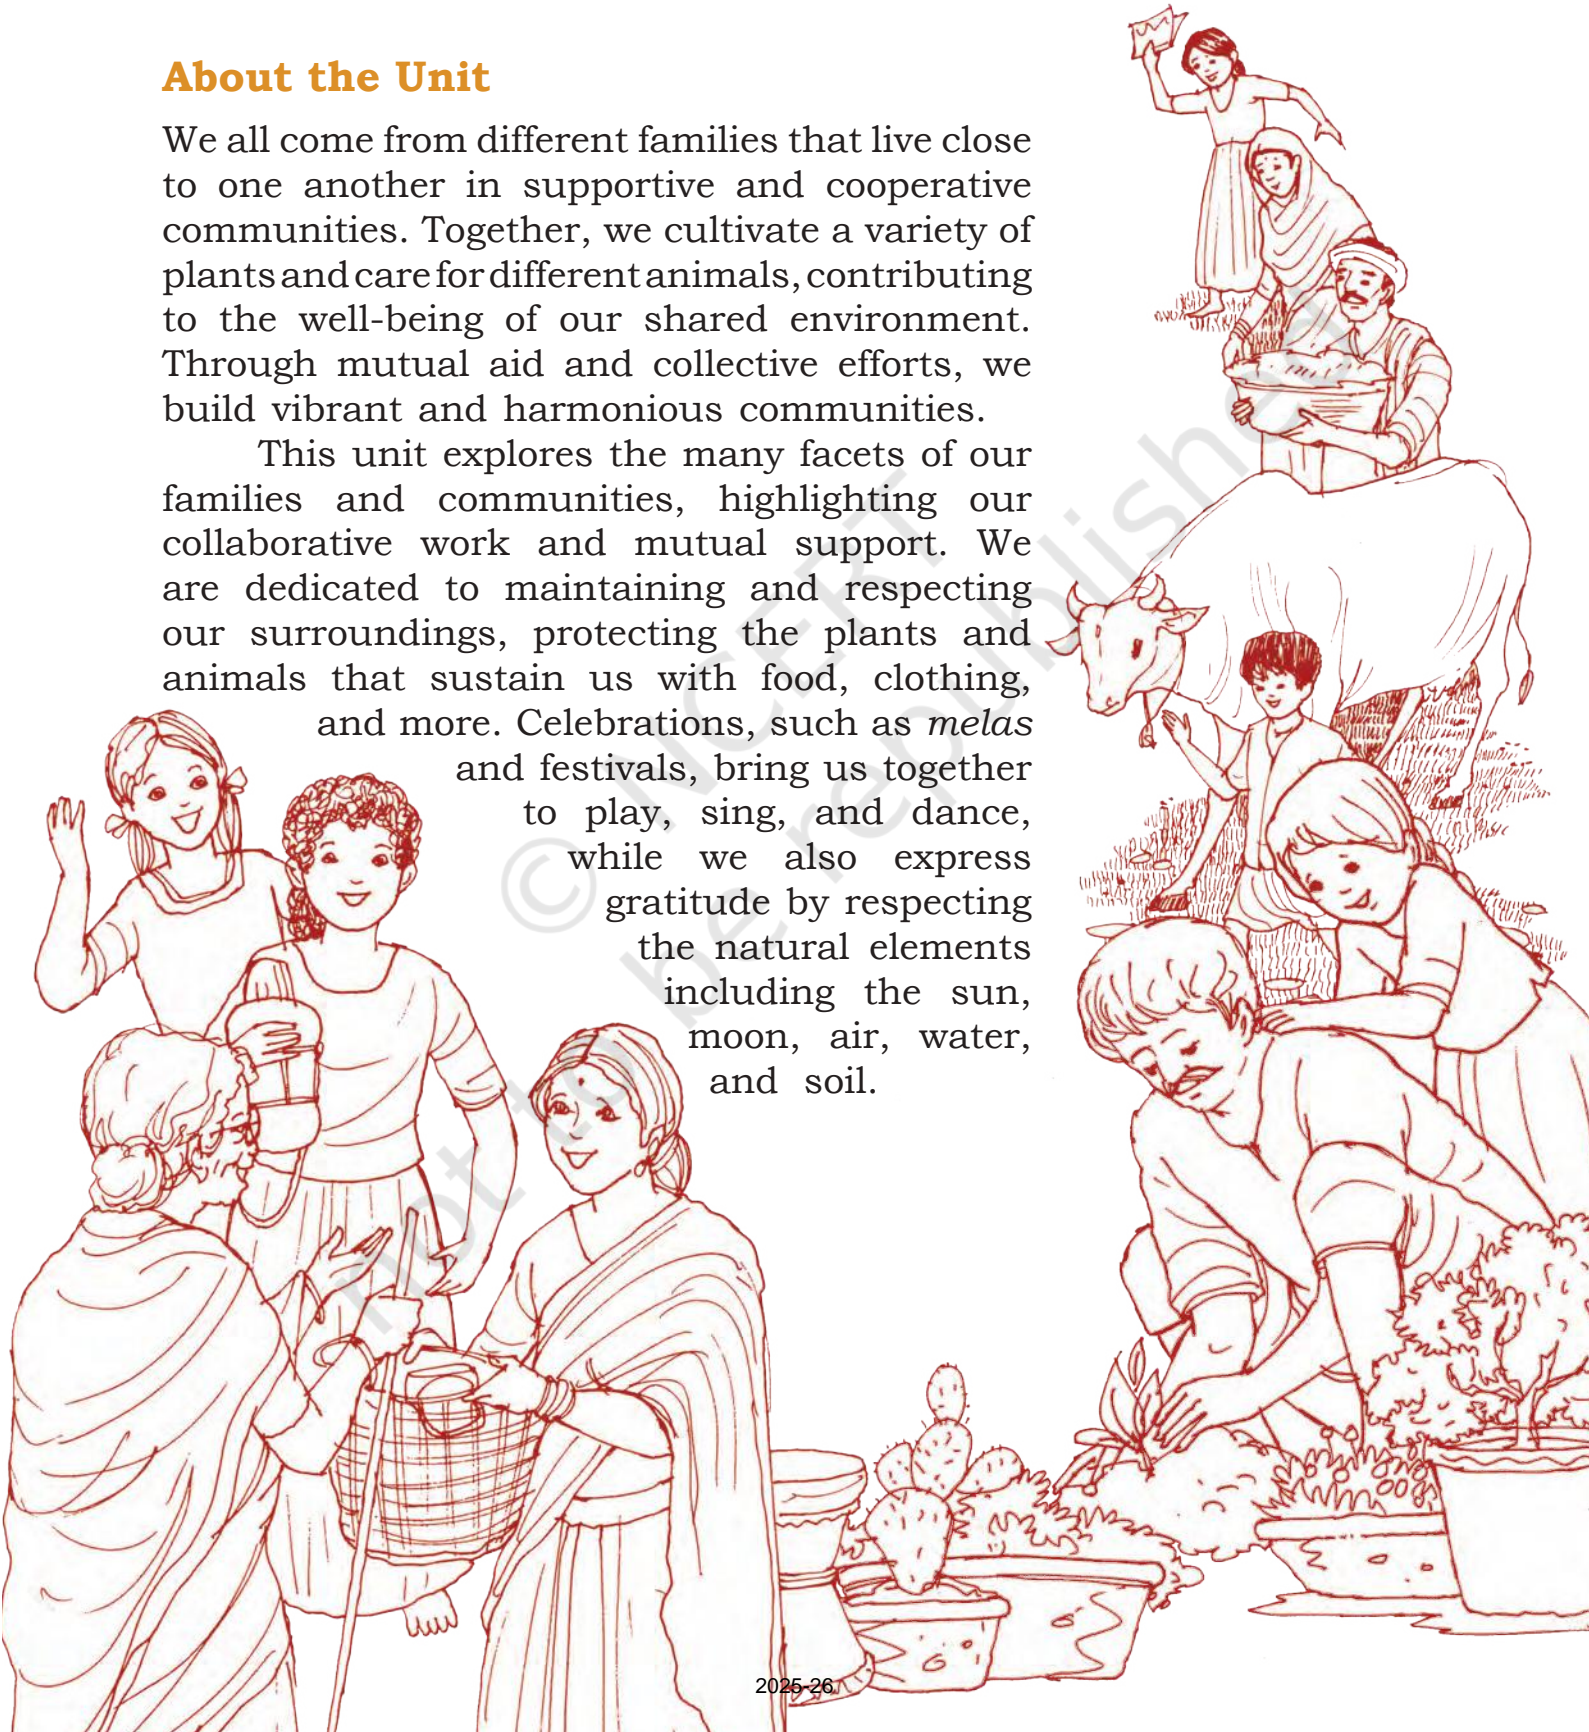 About the Unit
We all come from different families that live close
to one another in supportive and cooperative
communities. Together, we cultivate a variety of
plants and care for different animals, contributing
to the well-being of our shared environment.
Through mutual aid and collective efforts, we
build vibrant and harmonious communities.
This unit explores the many facets of our
families and communities, highlighting our
collaborative work and mutual support. We
are dedicated to maintaining and respecting
our surroundings, protecting the plants and
animals that sustain us with food, clothing,
and more. Celebrations, such as melas
and festivals, bring us together
to play, sing, and dance,
while we also express
gratitude by respecting
the natural elements
including the sun,
moon, air, water,
and soil.
© NCERT
not to be republished
2025-26